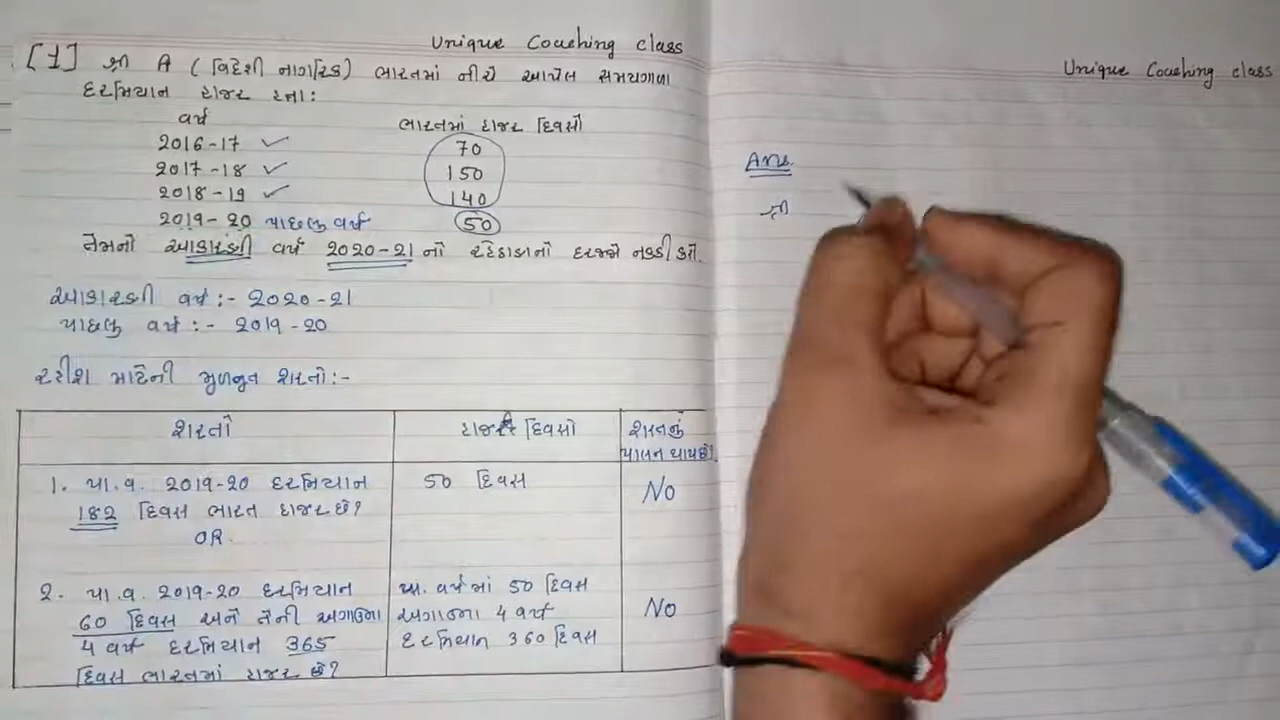 Unique Coaching class
[1] શ્રી A (વિદેશી નાગરિક) ભારતમાં નીચે આપેલ સમયગાળા
દરમિયાન હાજર હતા:
વર્ષ ભારતમાં હાજર દિવસો
2016-17 ✓ 70
2017-18 ✓ 150
2018-19 ✓ 140
2019-20 પાછલુ વર્ષ 50
તેમનો આકારણી વર્ષ 2020-21 નો રહેઠાણનો દરજ્જો નક્કી કરો.
આકારણી વર્ષ :- 2020-21
પાછલુ વર્ષ :- 2019-20
રહીશ માટેની મુળભૂત શરતો:-
શરતો હાજર દિવસો શરતનું પાલન થાય છે?
1. પા.વ. 2019-20 દરમિયાન 50 દિવસ No
182 દિવસ ભારત હાજર છે?
OR.
2. પા.વ. 2019-20 દરમિયાન પા. વર્ષમાં 50 દિવસ No
60 દિવસ અને તેની અગાઉના અગાઉના 4 વર્ષ
4 વર્ષ દરમિયાન 365 દરમિયાન 360 દિવસ
દિવસ ભારતમાં હાજર છે?
Unique Coaching class
Ans.
શ્રી